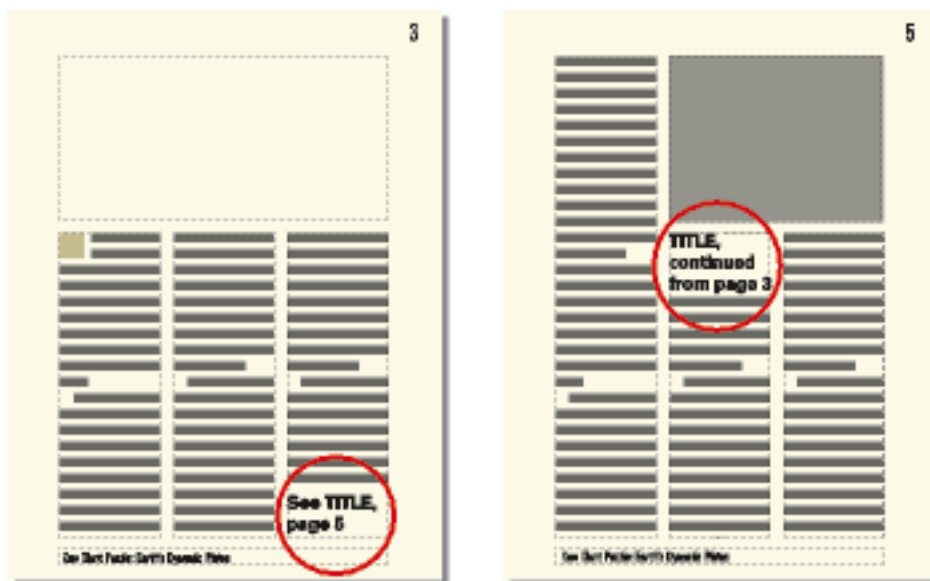 3
See TITLE,
page 5
5
TITLE,
continued
from page 3